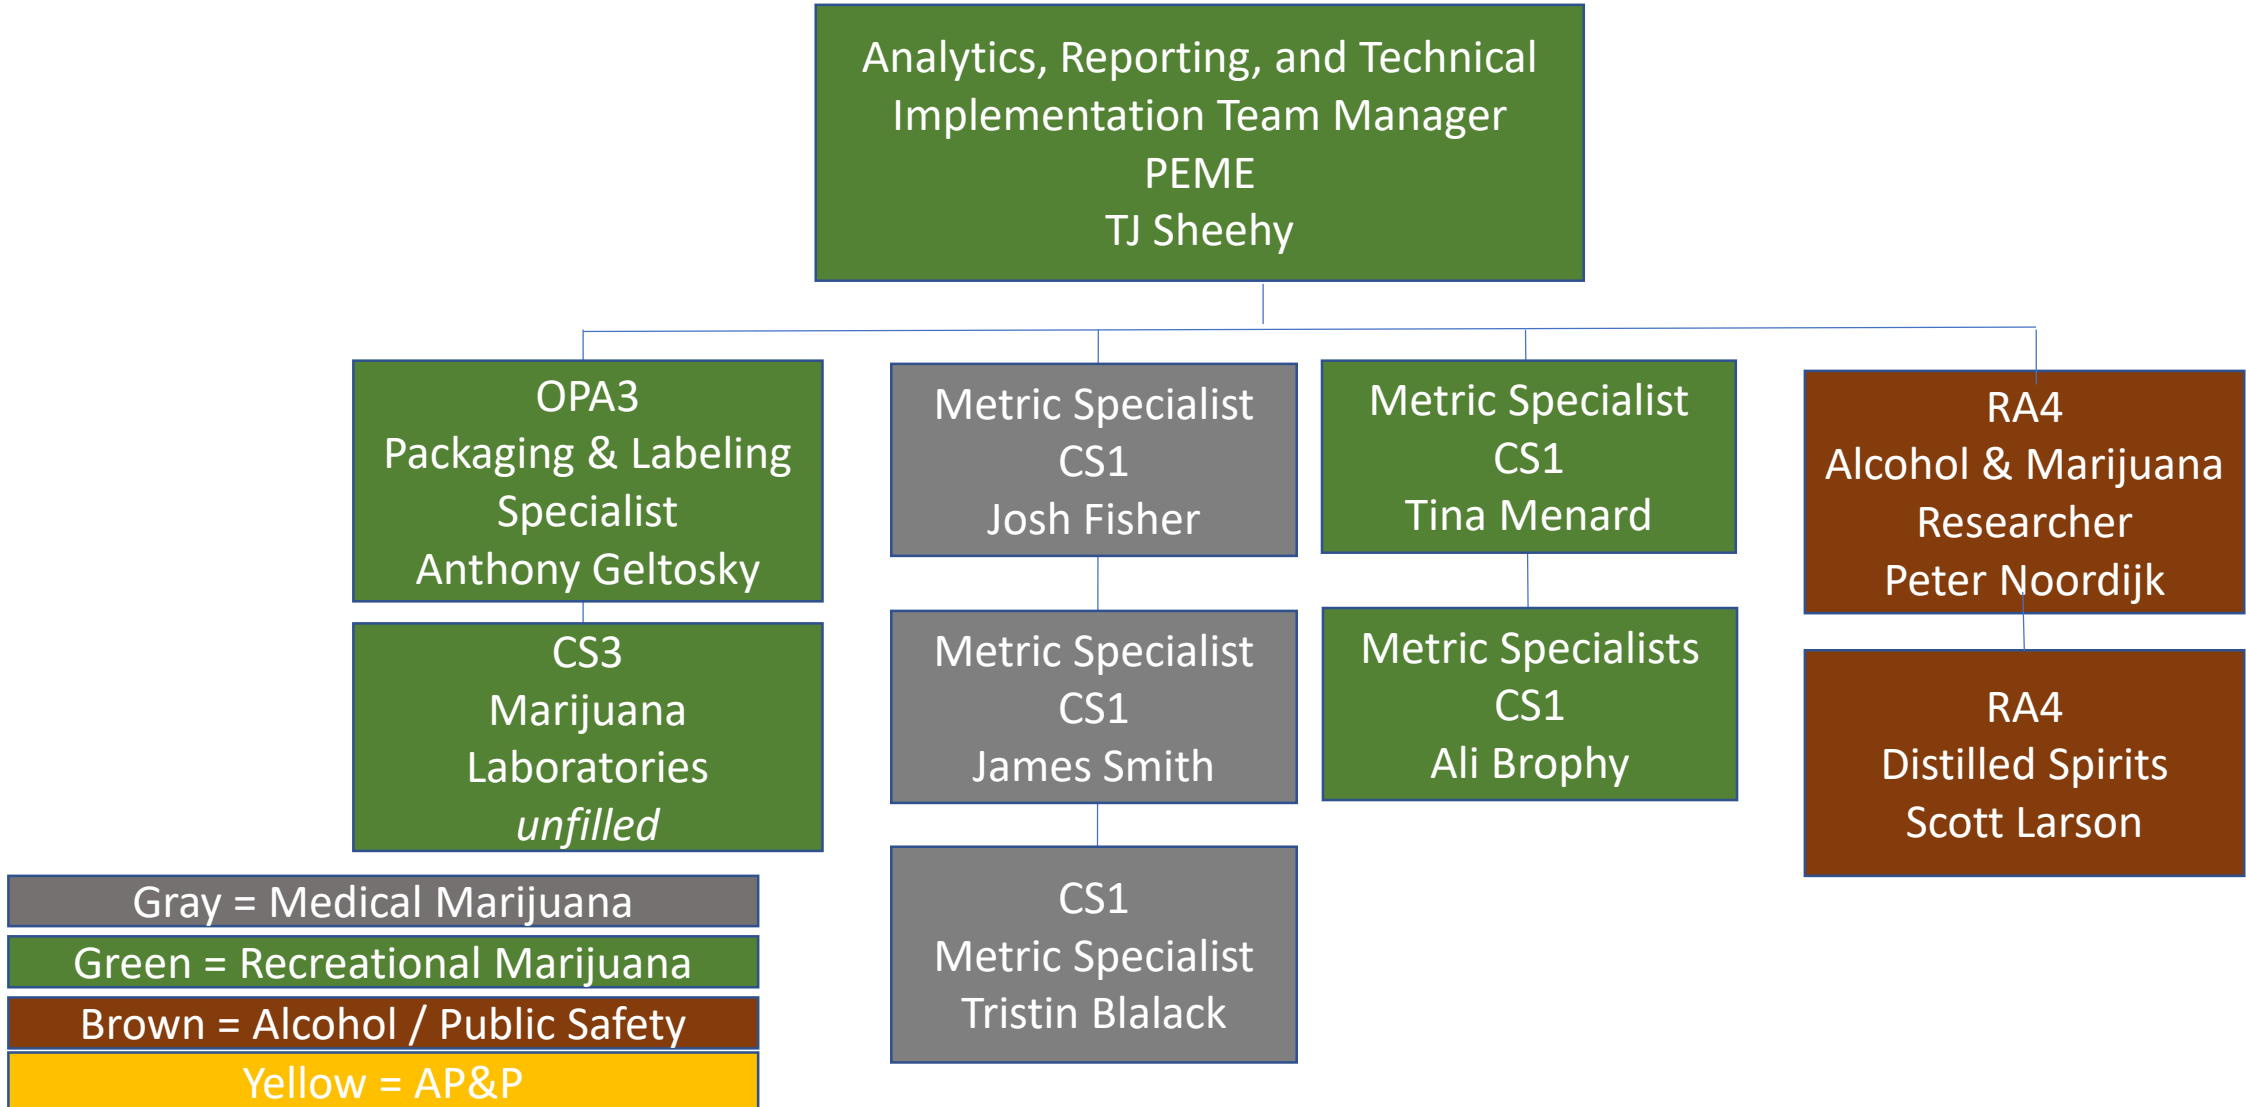 Analytics, Reporting, and Technical
Implementation Team Manager
PEME
TJ Sheehy
OPA3
Packaging & Labeling
Specialist
Anthony Geltosky
CS3
Marijuana
Laboratories
unfilled
Metric Specialist
CS1
Josh Fisher
Metric Specialist
CS1
James Smith
CS1
Metric Specialist
Tristin Blalack
Metric Specialist
CS1
Tina Menard
Metric Specialists
CS1
Ali Brophy
RA4
Alcohol & Marijuana
Researcher
Peter Noordijk
RA4
Distilled Spirits
Scott Larson
Gray = Medical Marijuana
Green = Recreational Marijuana
Brown = Alcohol / Public Safety
Yellow = AP&P